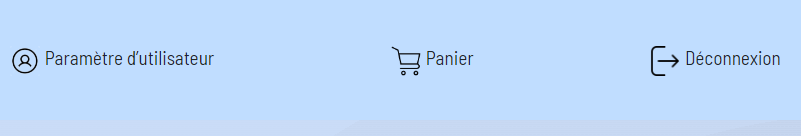 Paramètre d'utilisateur
Panier
Déconnexion